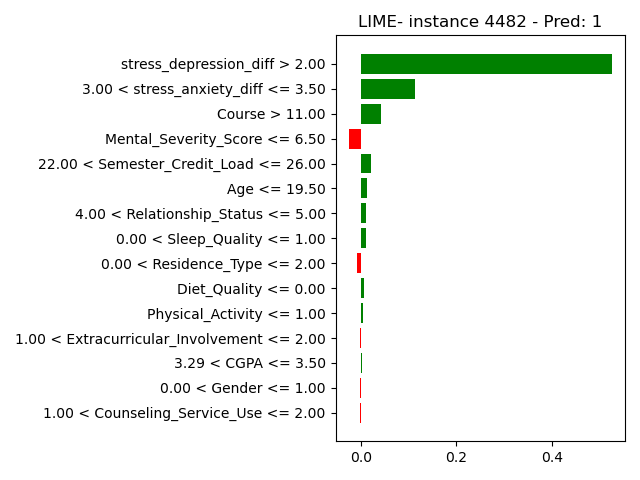 LIME- instance 4482 - Pred: 1
stress_depression_diff > 2.00
3.00 < stress_anxiety_diff <= 3.50
Course > 11.00
Mental_Severity_Score <= 6.50
22.00 < Semester_Credit_Load <= 26.00
Age <= 19.50
4.00 < Relationship_Status <= 5.00
0.00 < Sleep_Quality <= 1.00
0.00 < Residence_Type <= 2.00
Diet_Quality <= 0.00
Physical_Activity <= 1.00
1.00 < Extracurricular_Involvement <= 2.00
3.29 < CGPA <= 3.50
0.00 < Gender <= 1.00
1.00 < Counseling_Service_Use <= 2.00
0.0 0.2 0.4